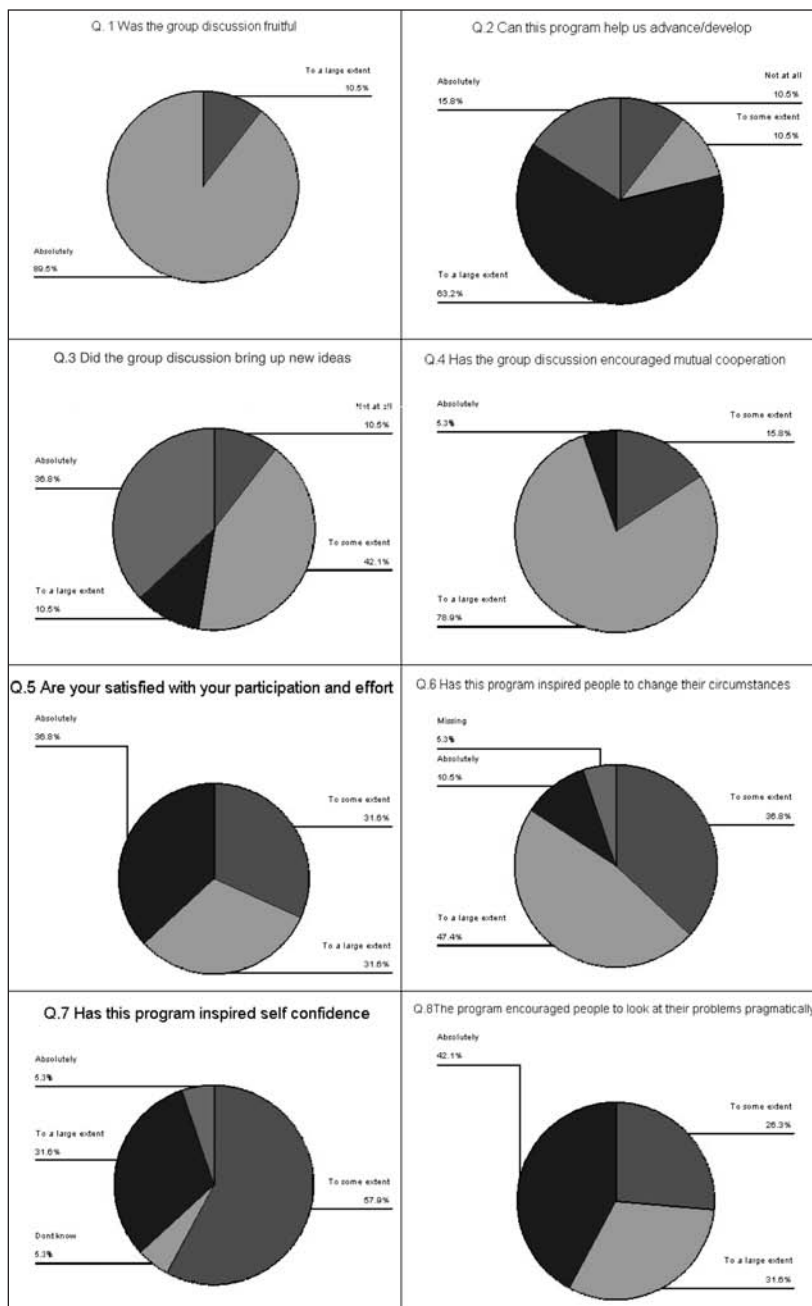 Q. 1 Was the group discussion fruitful
To a large extent
10.5%
Absolutely
89.5%
Q.2 Can this program help us advance/develop
Absolutely
15.8%
Not at all
10.5%
To some extent
10.5%
To a large extent
63.2%
Q.3 Did the group discussion bring up new ideas
Not at all
10.5%
Absolutely
36.8%
To some extent
42.1%
To a large extent
10.5%
Q.4 Has the group discussion encouraged mutual cooperation
Absolutely
5.3%
To some extent
15.8%
To a large extent
78.9%
Q.5 Are your satisfied with your participation and effort
Absolutely
36.8%
To some extent
31.6%
To a large extent
31.6%
Q.6 Has this program inspired people to change their circumstances
Missing
5.3%
Absolutely
10.5%
To some extent
36.8%
To a large extent
47.4%
Q.7 Has this program inspired self confidence
Absolutely
5.3%
To a large extent
31.6%
To some extent
57.9%
Dont know
5.3%
Q.8The program encouraged people to look at their problems pragmatically
Absolutely
42.1%
To some extent
26.3%
To a large extent
31.6%